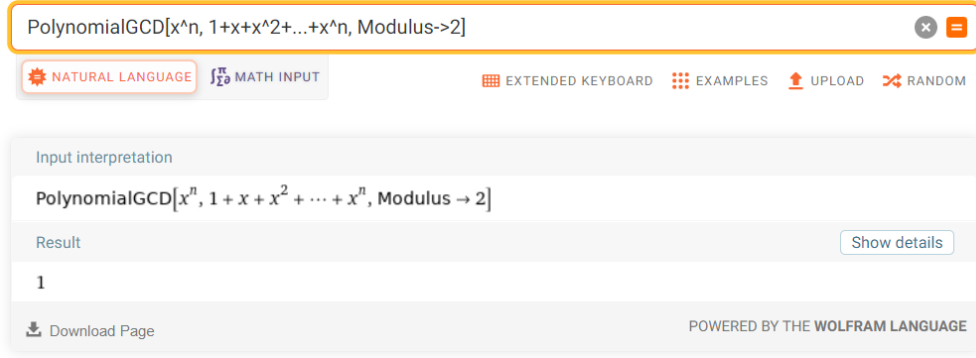 PolynomialGCD[x^n, 1+x+x^2+...+x^n, Modulus->2]
NATURAL LANGUAGE ∫Σ∂π MATH INPUT EXTENDED KEYBOARD EXAMPLES UPLOAD RANDOM
Input interpretation
PolynomialGCD[xⁿ, 1 + x + x² + ⋯ + xⁿ, Modulus → 2]
Result Show details
1
Download Page POWERED BY THE WOLFRAM LANGUAGE